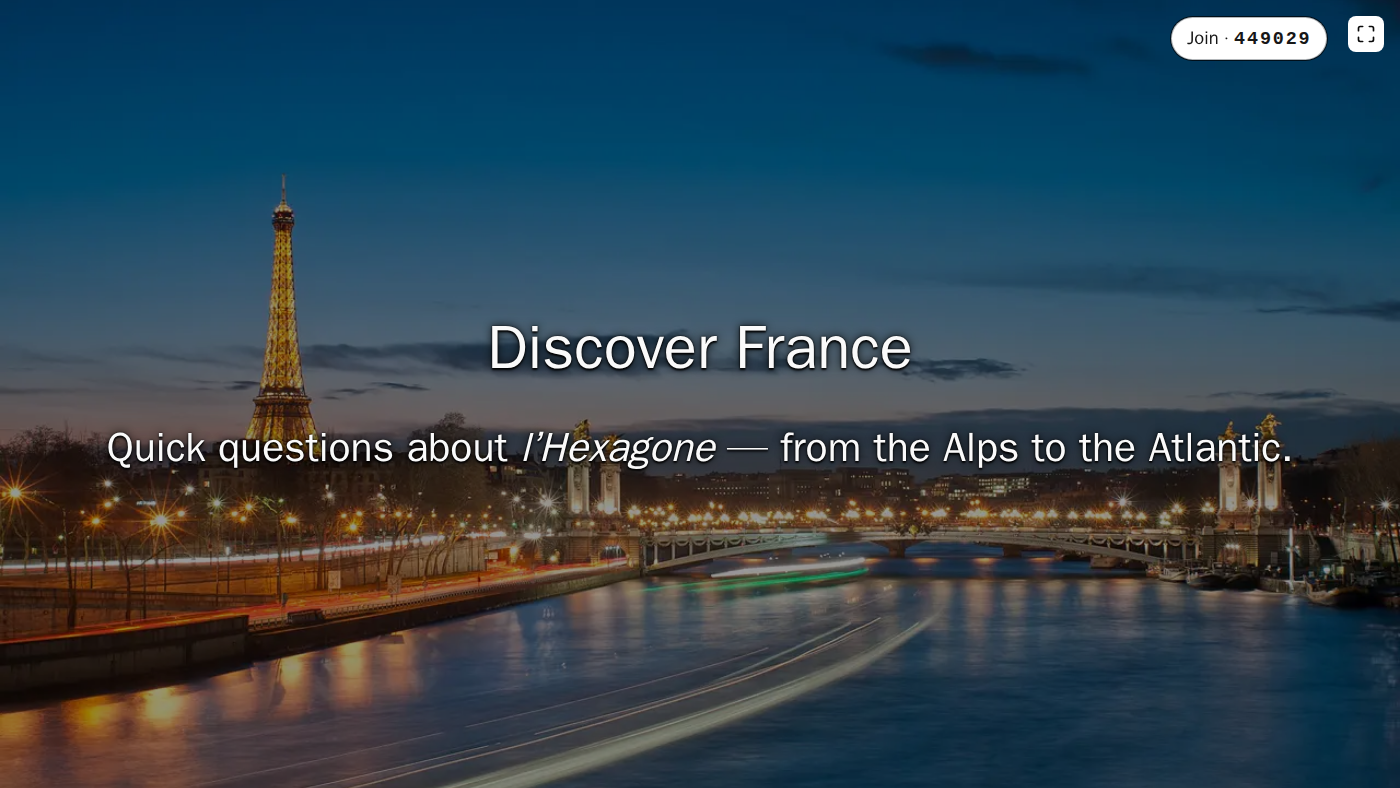 Join · 449029
Discover France
Quick questions about l’Hexagone — from the Alps to the Atlantic.